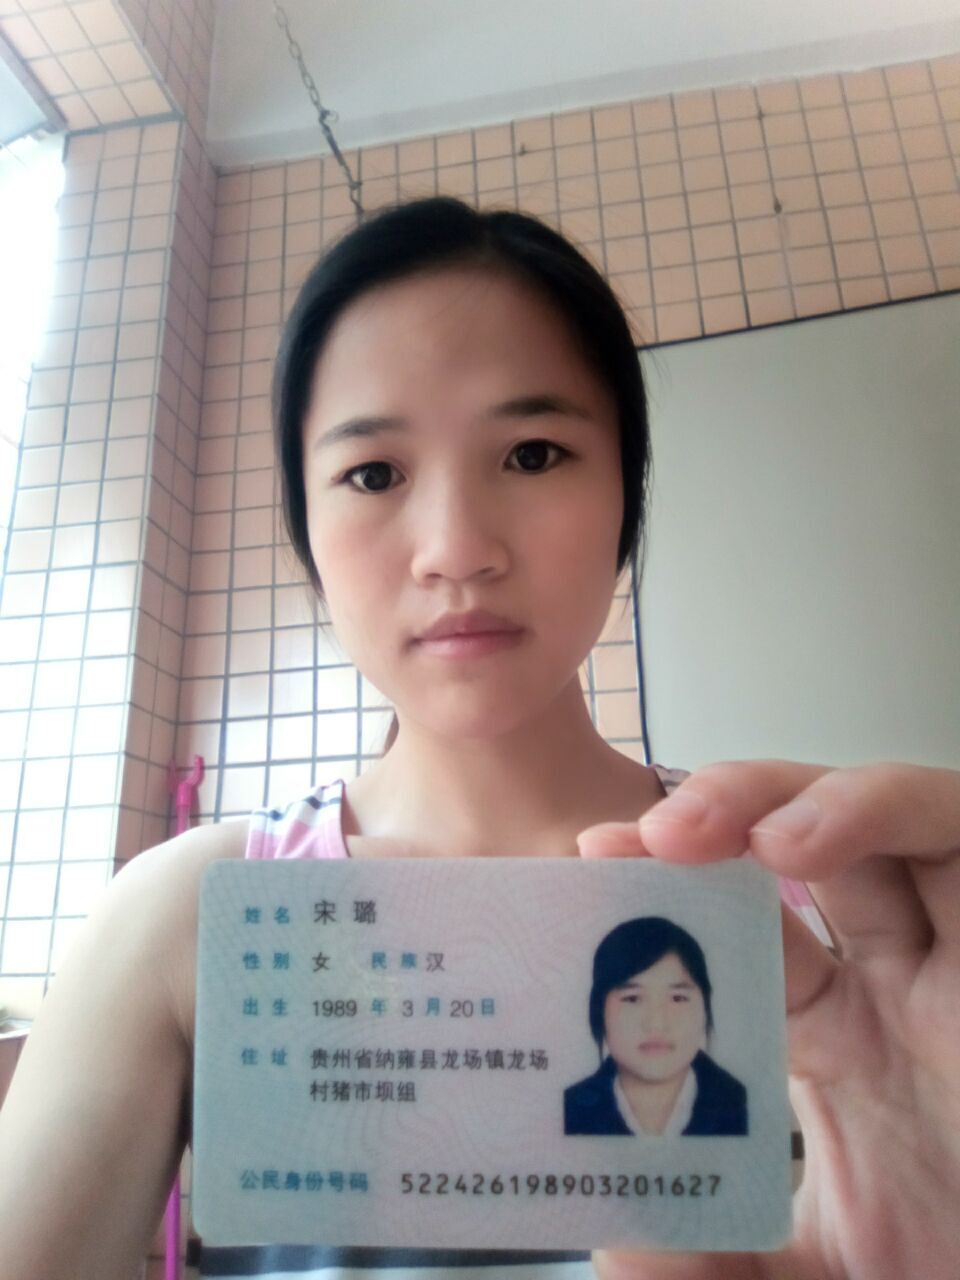 姓名 宋璐
性别 女 民族 汉
出生 1989 年 3 月 20 日
住址 贵州省纳雍县龙场镇龙场
村猪市坝组
公民身份号码 522426198903201627